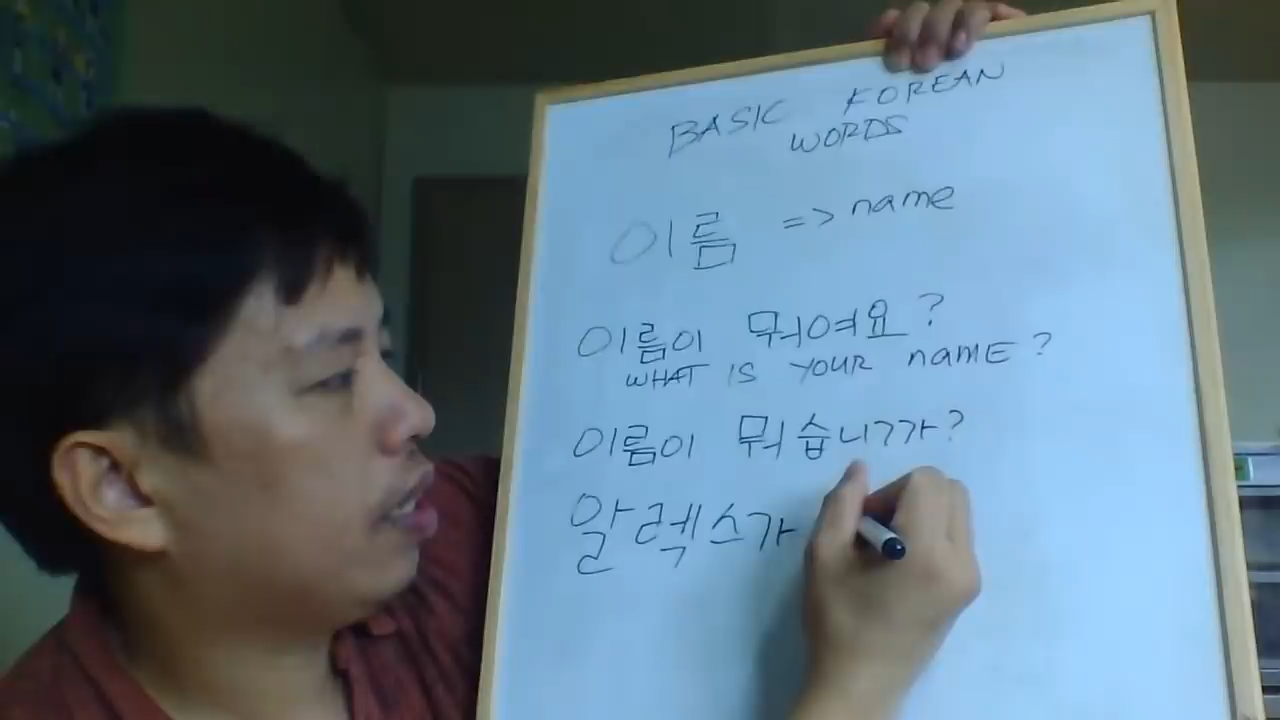 BASIC KOREAN
WORDS
이름 => name
이름이 뭐여요?
WHAT IS YOUR name?
이름이 뭐습니까?
알렉스가